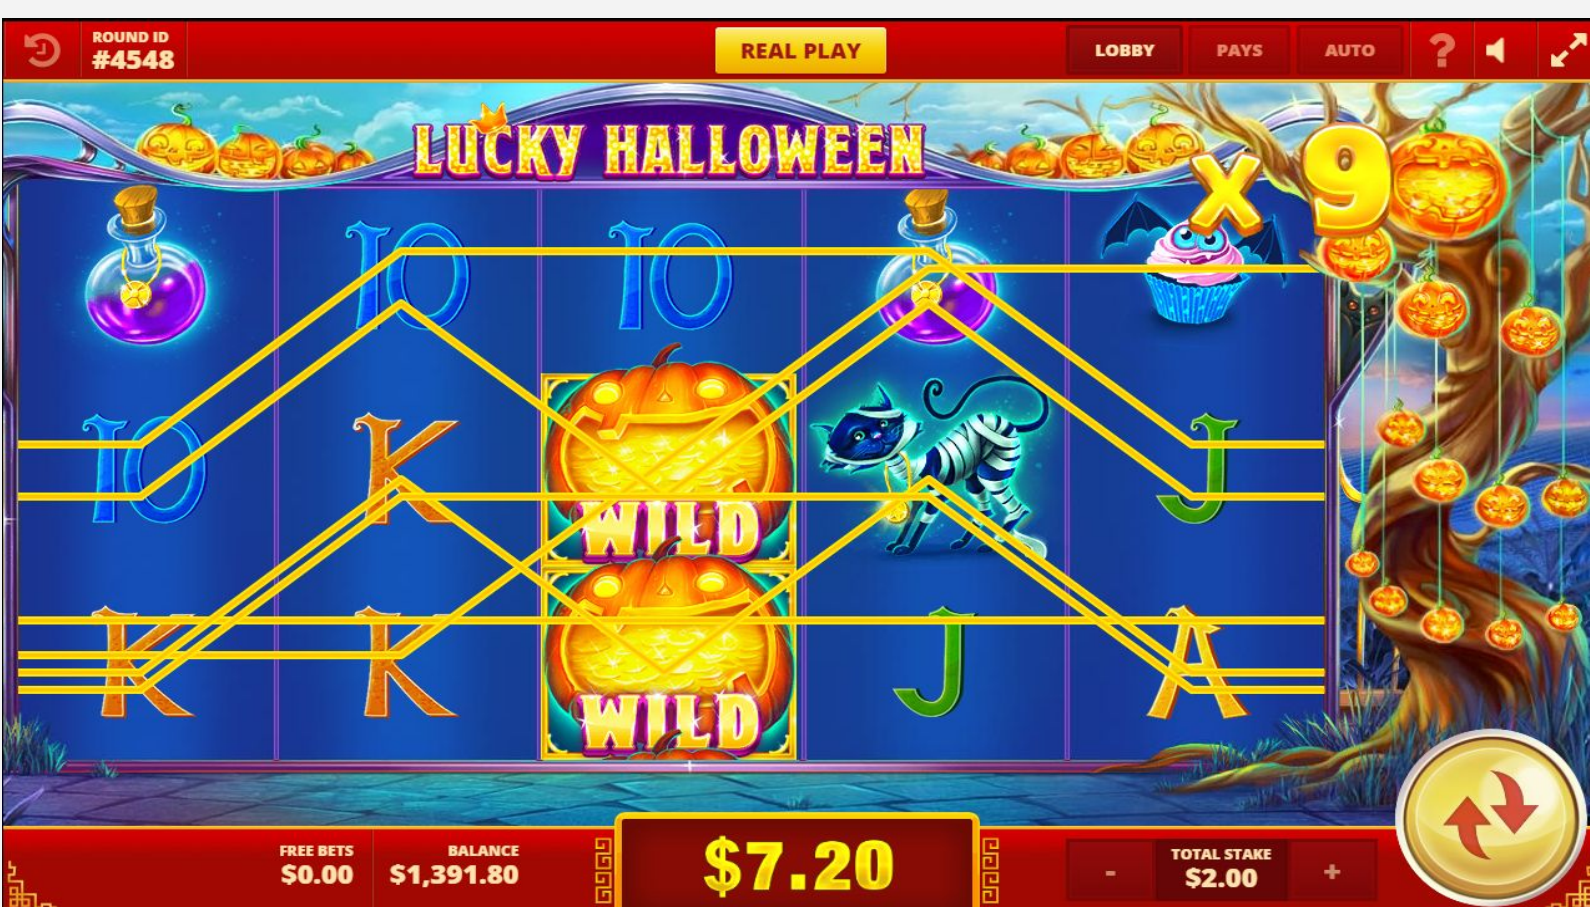 ROUND ID
#4548
REAL PLAY
LOBBY
PAYS
AUTO
?
LUCKY HALLOWEEN
x9
10
10
10
K
WILD
J
K
K
WILD
J
A
FREE BETS
$0.00
BALANCE
$1,391.80
$7.20
-
TOTAL STAKE
$2.00
+